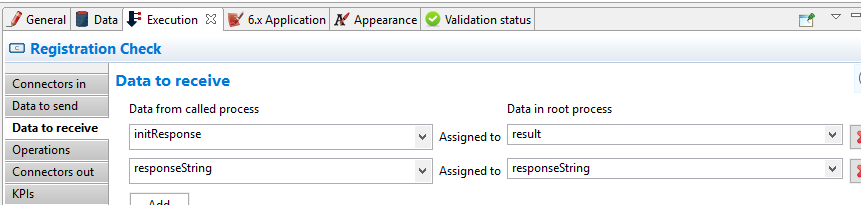 General Data Execution 6.x Application Appearance Validation status
Registration Check
Connectors in
Data to send
Data to receive
Operations
Connectors out
KPIs
Data to receive
Data from called process Data in root process
initResponse Assigned to result
responseString Assigned to responseString
Add